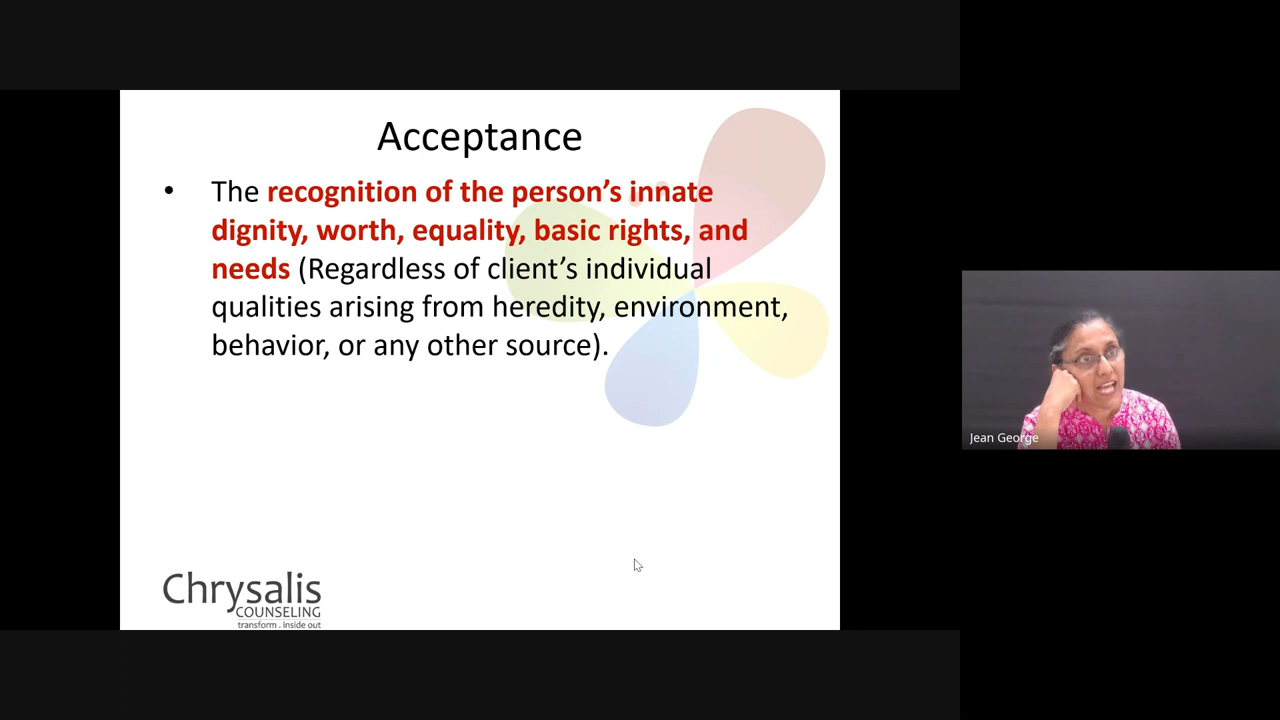 Acceptance
• The recognition of the person’s innate
dignity, worth, equality, basic rights, and
needs (Regardless of client’s individual
qualities arising from heredity, environment,
behavior, or any other source).
Chrysalis
COUNSELING
transform . inside out
Jean George